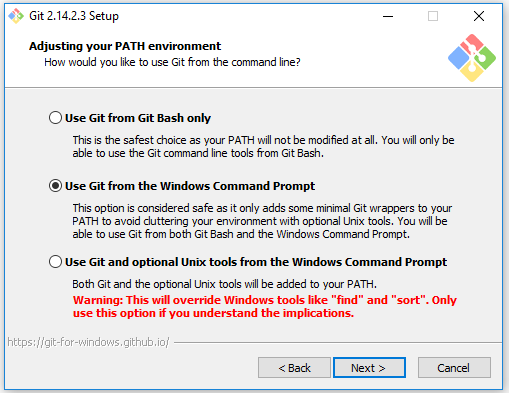 Git 2.14.2.3 Setup
Adjusting your PATH environment
How would you like to use Git from the command line?
Use Git from Git Bash only
This is the safest choice as your PATH will not be modified at all. You will only be
able to use the Git command line tools from Git Bash.
Use Git from the Windows Command Prompt
This option is considered safe as it only adds some minimal Git wrappers to your
PATH to avoid cluttering your environment with optional Unix tools. You will be
able to use Git from both Git Bash and the Windows Command Prompt.
Use Git and optional Unix tools from the Windows Command Prompt
Both Git and the optional Unix tools will be added to your PATH.
Warning: This will override Windows tools like "find" and "sort". Only
use this option if you understand the implications.
https://git-for-windows.github.io/
< Back Next > Cancel